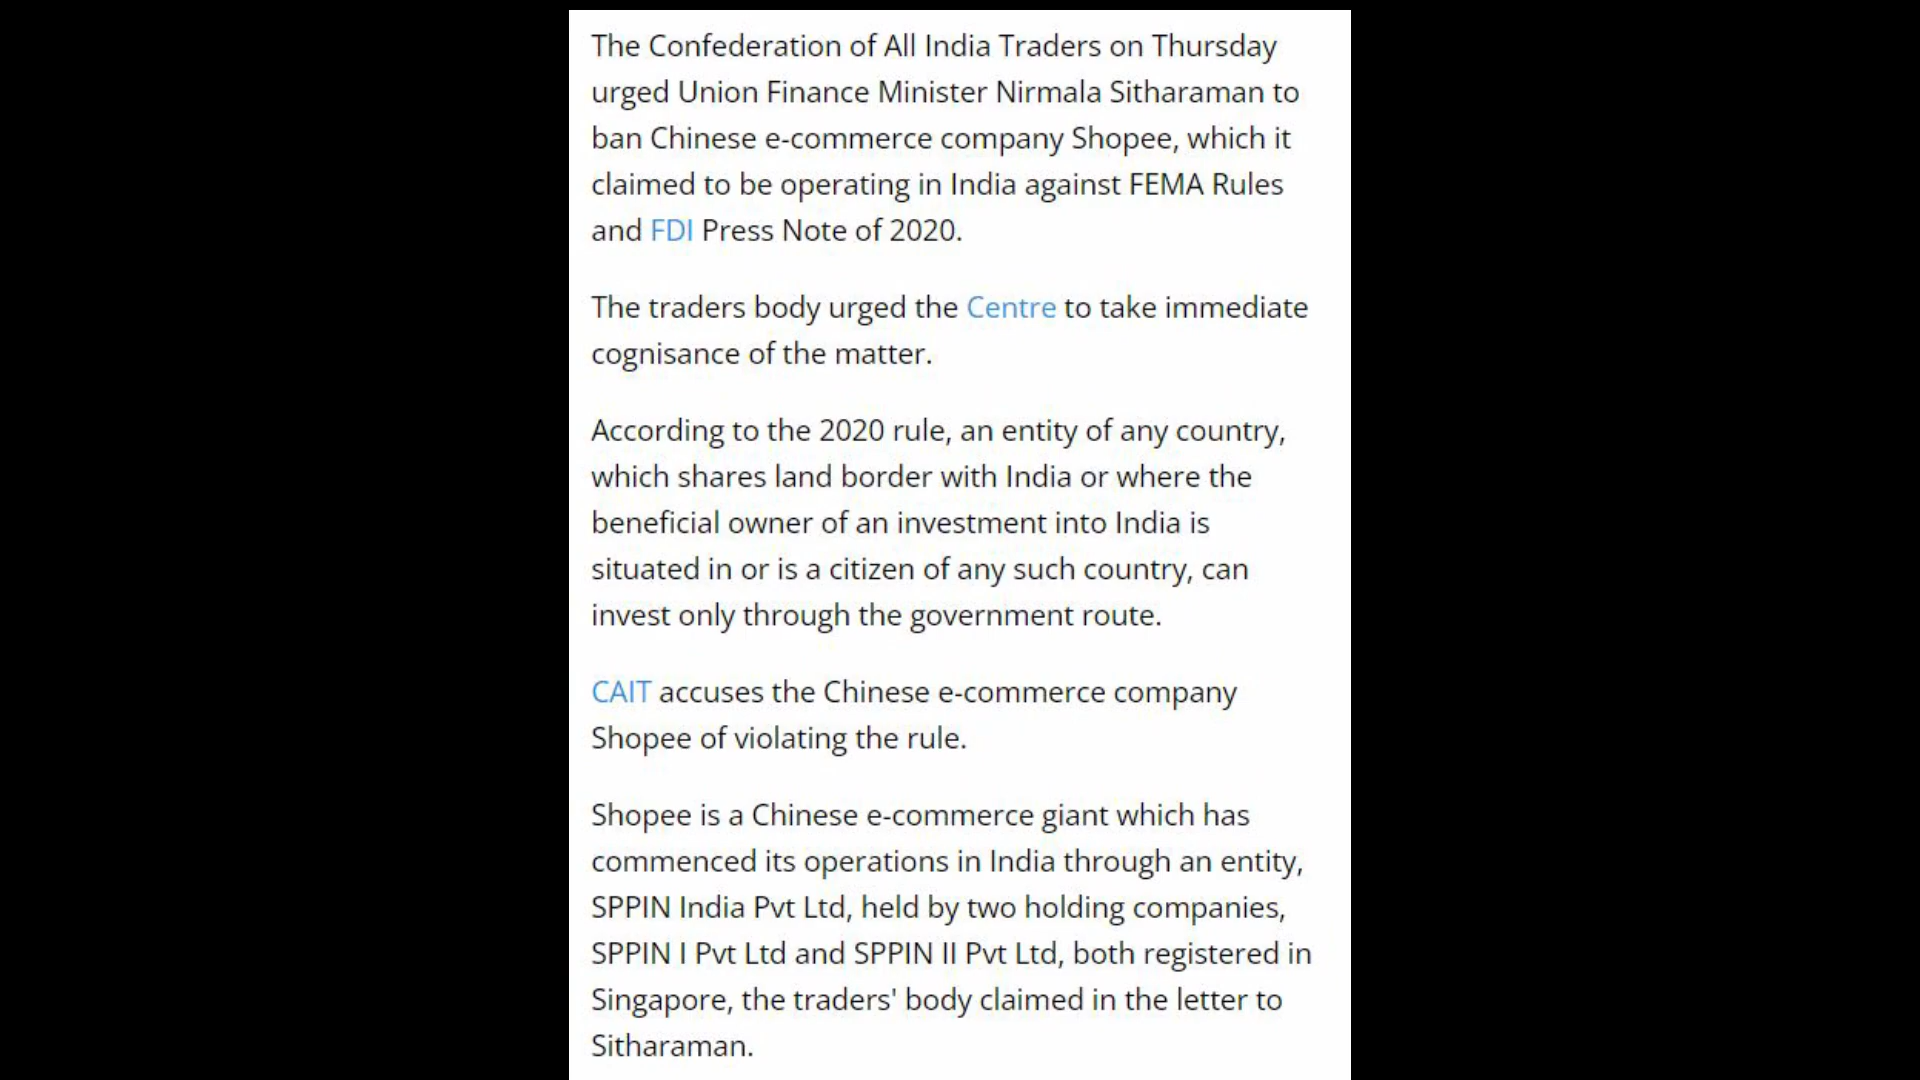 The Confederation of All India Traders on Thursday
urged Union Finance Minister Nirmala Sitharaman to
ban Chinese e-commerce company Shopee, which it
claimed to be operating in India against FEMA Rules
and FDI Press Note of 2020.
The traders body urged the Centre to take immediate
cognisance of the matter.
According to the 2020 rule, an entity of any country,
which shares land border with India or where the
beneficial owner of an investment into India is
situated in or is a citizen of any such country, can
invest only through the government route.
CAIT accuses the Chinese e-commerce company
Shopee of violating the rule.
Shopee is a Chinese e-commerce giant which has
commenced its operations in India through an entity,
SPPIN India Pvt Ltd, held by two holding companies,
SPPIN I Pvt Ltd and SPPIN II Pvt Ltd, both registered in
Singapore, the traders' body claimed in the letter to
Sitharaman.